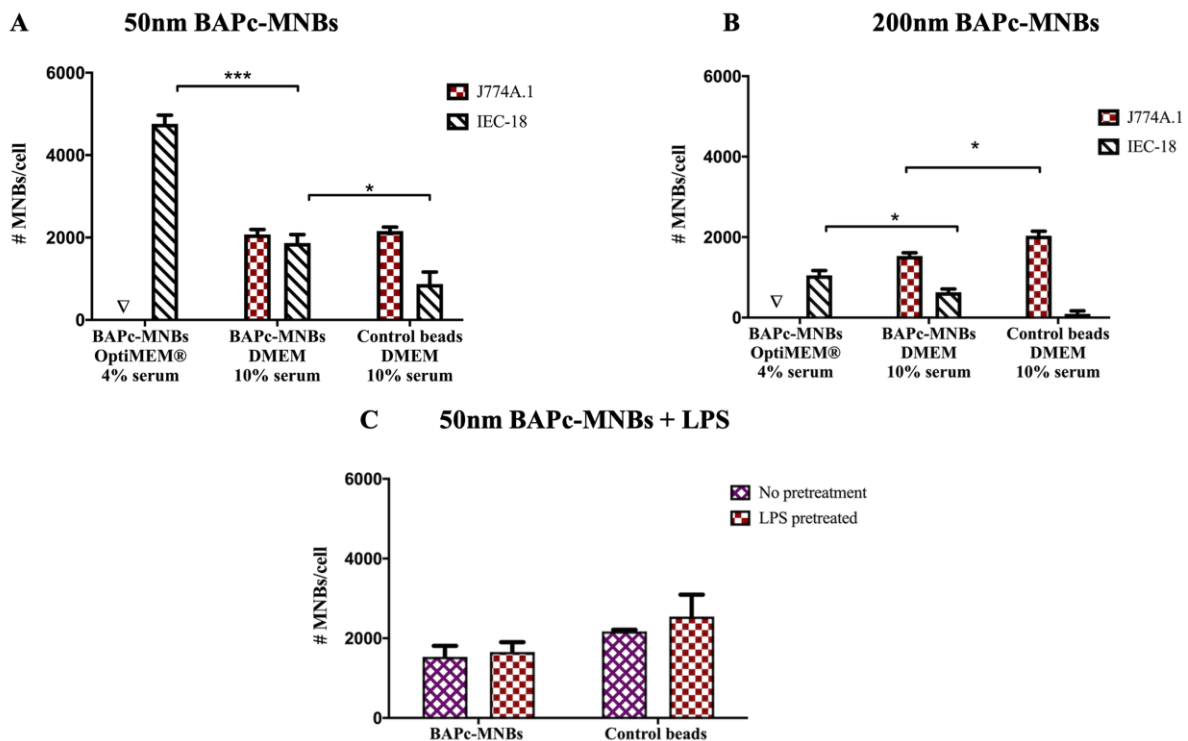 A 50nm BAPc-MNBs
6000
4000
2000
0
# MNBs/cell
***
*
J774A.1
IEC-18
∇
BAPc-MNBs
OptiMEM®
4% serum
BAPc-MNBs
DMEM
10% serum
Control beads
DMEM
10% serum
B 200nm BAPc-MNBs
6000
4000
2000
0
# MNBs/cell
*
*
J774A.1
IEC-18
∇
BAPc-MNBs
OptiMEM®
4% serum
BAPc-MNBs
DMEM
10% serum
Control beads
DMEM
10% serum
C 50nm BAPc-MNBs + LPS
6000
4000
2000
0
# MNBs/cell
No pretreatment
LPS pretreated
BAPc-MNBs
Control beads